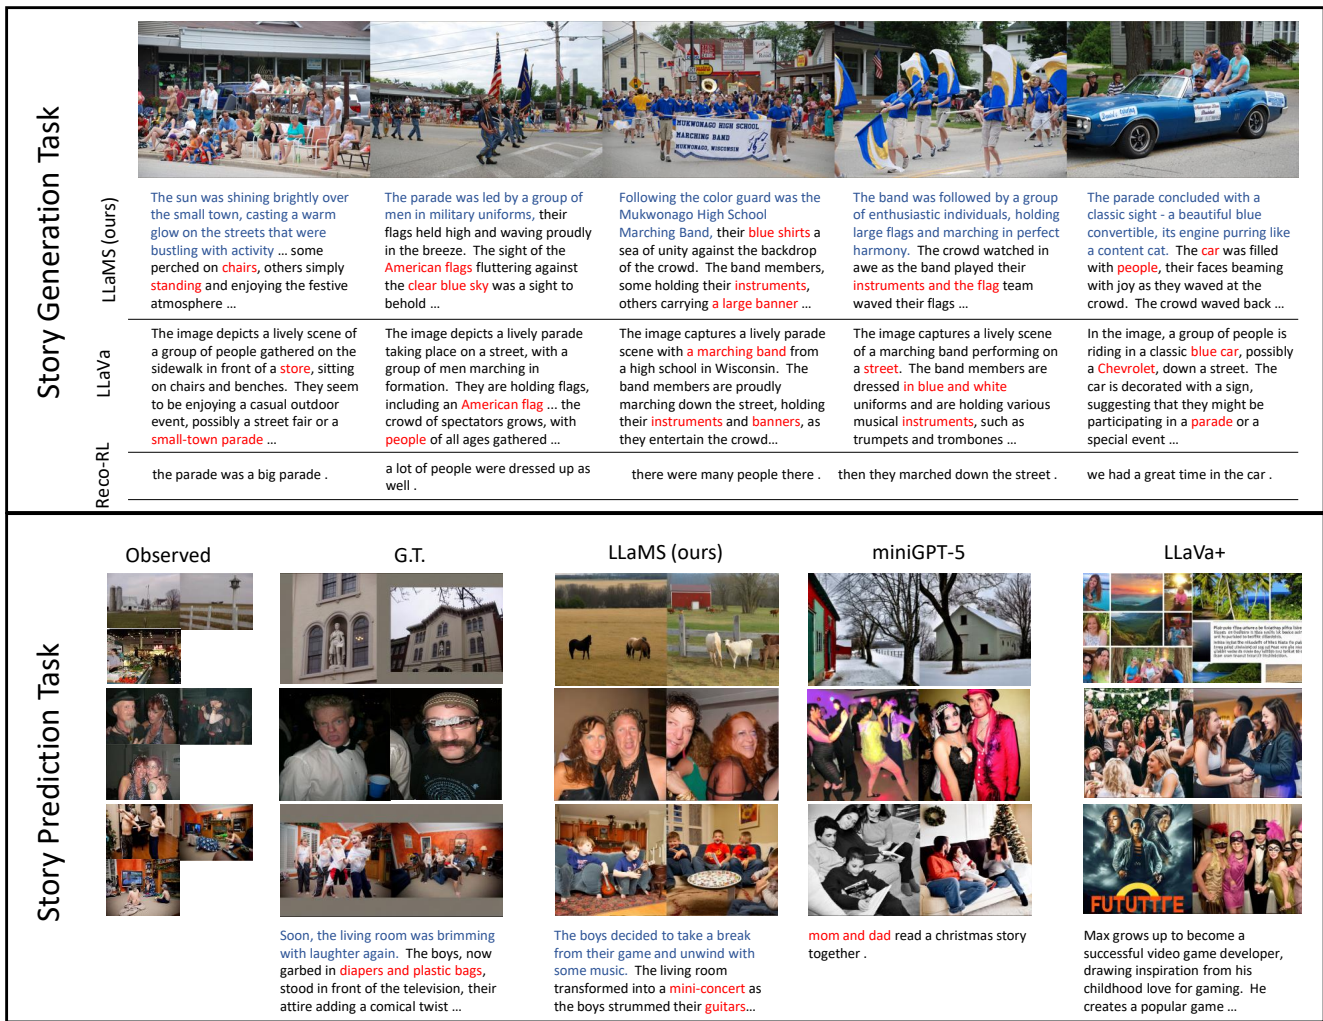 Story Generation Task
LLaMS (ours)
The sun was shining brightly over
the small town, casting a warm
glow on the streets that were
bustling with activity ... some
perched on chairs, others simply
standing and enjoying the festive
atmosphere ...
The parade was led by a group of
men in military uniforms, their
flags held high and waving proudly
in the breeze. The sight of the
American flags fluttering against
the clear blue sky was a sight to
behold ...
MUKWONAGO HIGH SCHOOL
MARCHING BAND
MUKWONAGO, WISCONSIN
Following the color guard was the
Mukwonago High School
Marching Band, their blue shirts a
sea of unity against the backdrop
of the crowd. The band members,
some holding their instruments,
others carrying a large banner ...
The band was followed by a group
of enthusiastic individuals, holding
large flags and marching in perfect
harmony. The crowd watched in
awe as the band played their
instruments and the flag team
waved their flags ...
The parade concluded with a
classic sight - a beautiful blue
convertible, its engine purring like
a content cat. The car was filled
with people, their faces beaming
with joy as they waved at the
crowd. The crowd waved back ...
LLaVa
The image depicts a lively scene of
a group of people gathered on the
sidewalk in front of a store, sitting
on chairs and benches. They seem
to be enjoying a casual outdoor
event, possibly a street fair or a
small-town parade ...
The image depicts a lively parade
taking place on a street, with a
group of men marching in
formation. They are holding flags,
including an American flag ... the
crowd of spectators grows, with
people of all ages gathered ...
The image captures a lively parade
scene with a marching band from
a high school in Wisconsin. The
band members are proudly
marching down the street, holding
their instruments and banners, as
they entertain the crowd...
The image captures a lively scene
of a marching band performing on
a street. The band members are
dressed in blue and white
uniforms and are holding various
musical instruments, such as
trumpets and trombones ...
In the image, a group of people is
riding in a classic blue car, possibly
a Chevrolet, down a street. The
car is decorated with a sign,
suggesting that they might be
participating in a parade or a
special event ...
Reco-RL
the parade was a big parade .
a lot of people were dressed up as
well .
there were many people there .
then they marched down the street .
we had a great time in the car .
Story Prediction Task
Observed
G.T.
LLaMS (ours)
miniGPT-5
LLaVa+
FUTUTTRE
Soon, the living room was brimming
with laughter again. The boys, now
garbed in diapers and plastic bags,
stood in front of the television, their
attire adding a comical twist ...
The boys decided to take a break
from their game and unwind with
some music. The living room
transformed into a mini-concert as
the boys strummed their guitars...
mom and dad read a christmas story
together .
Max grows up to become a
successful video game developer,
drawing inspiration from his
childhood love for gaming. He
creates a popular game ...